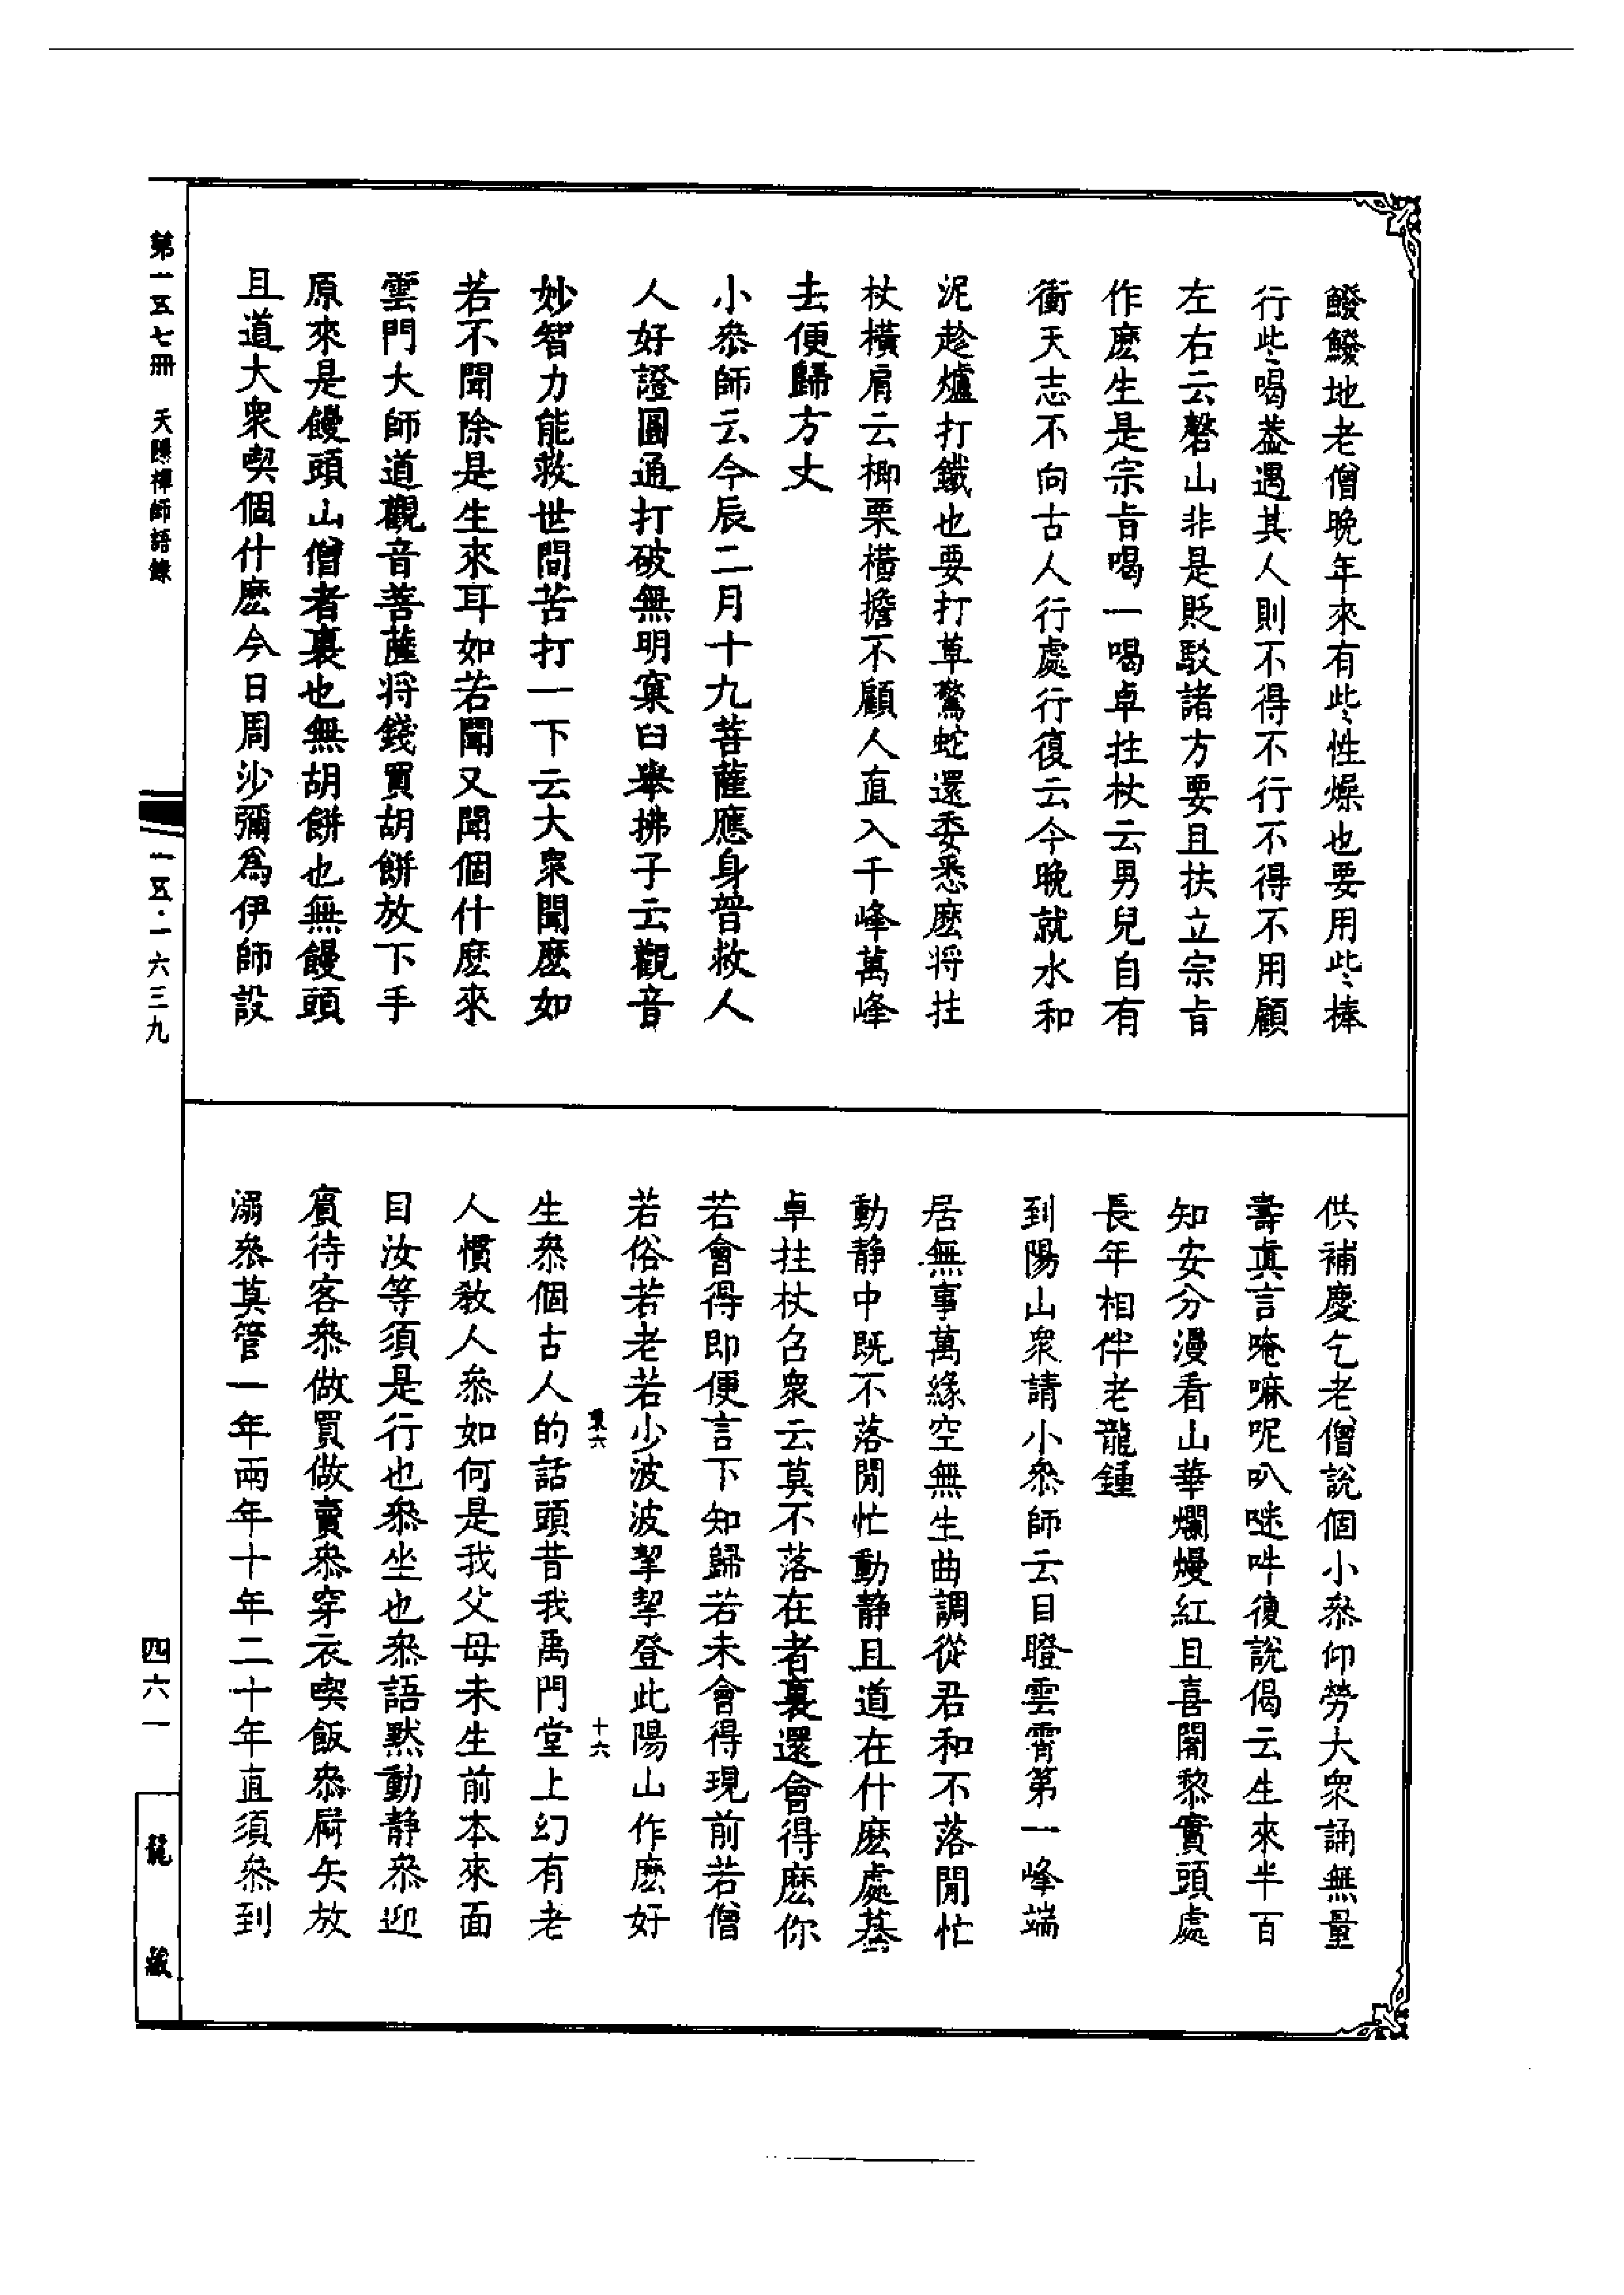 鱍鱍地老僧晚年來有些性燥也要用些棒
行些喝葢遇其人則不得不行不得不用顧
左右云磬山非是貶駁諸方要且扶立宗旨
作麽生是宗旨喝一喝卓拄杖云男兒自有
衝天志不向古人行處行復云今晚就水和
泥趁爐打鐵也要打草驚蛇還委悉麽将拄
杖橫肩云楖栗橫擔不顧人直入千峰萬峰
去便歸方丈
小叅師云今辰二月十九菩薩應身普救人
人好證圓通打破無明窠臼舉拂子云觀音
妙智力能救世間苦打一下云大衆聞麽如
若不聞除是生來耳如若聞又聞個什麽來
雲門大師道觀音菩薩将錢買胡餅放下手
原來是饅頭山僧者裏也無胡餅也無饅頭
且道大衆喫個什麽今日周沙彌為伊師設
供補慶乞老僧說個小叅仰勞大衆誦無量
壽真言唵嘛呢叭㘑吽復說偈云生來半百
知安分漫看山華爛熳紅且喜闍黎實頭處
長年相伴老龍鍾
到陽山衆請小叅師云目瞪雲霄第一峰端
居無事萬緣空無生曲調從君和不落閒忙
動靜中既不落閒忙動靜且道在什麽處驀
卓拄杖召衆云莫不落在者裏還會得麽你
若會得即便言下知歸若未會得現前若僧
若俗若老若少波波挈挈登此陽山作麽好
生叅個古人的話頭昔我禹門堂上幻有老
人慣教人叅如何是我父母未生前本來面
目汝等須是行也叅坐也叅語黙動靜叅迎
賓待客叅做買做賣叅穿衣喫飯叅屙矢放
溺叅莫管一年兩年十年二十年直須叅到
六
十六
第一五七冊　天隱禪師語錄
一五·一六三九
四六一
龍藏